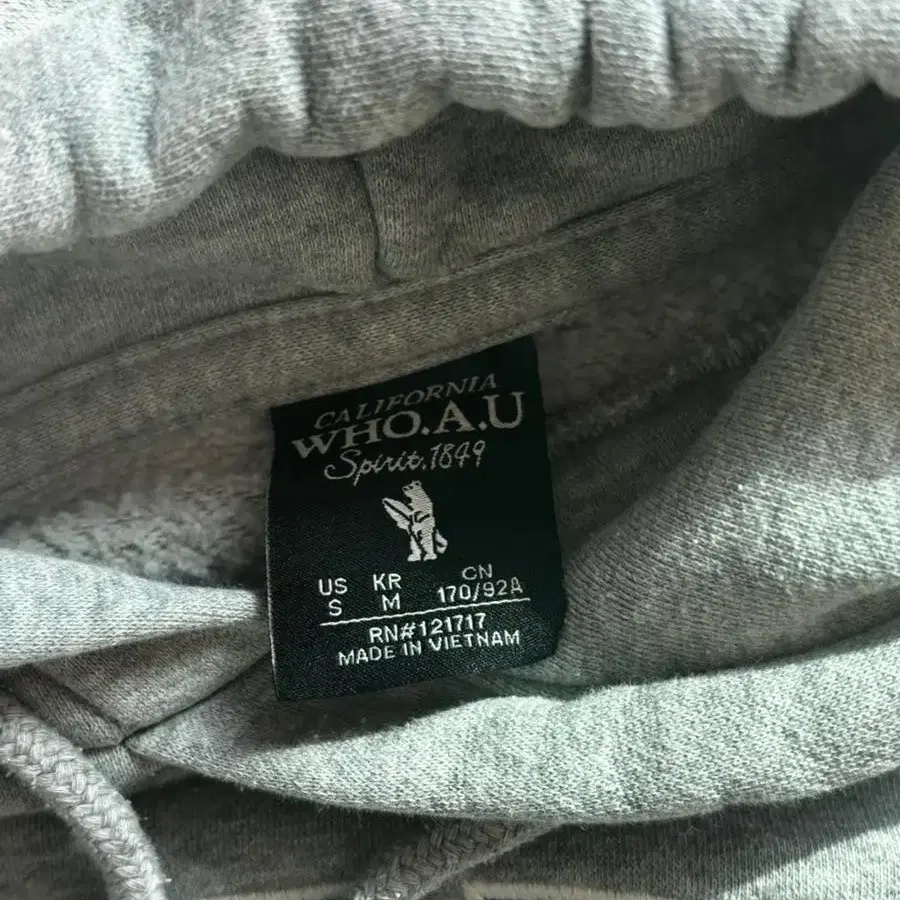 CALIFORNIA
WHO.A.U
Spirit.1849
US KR CN
S M 170/92A
RN#121717
MADE IN VIETNAM